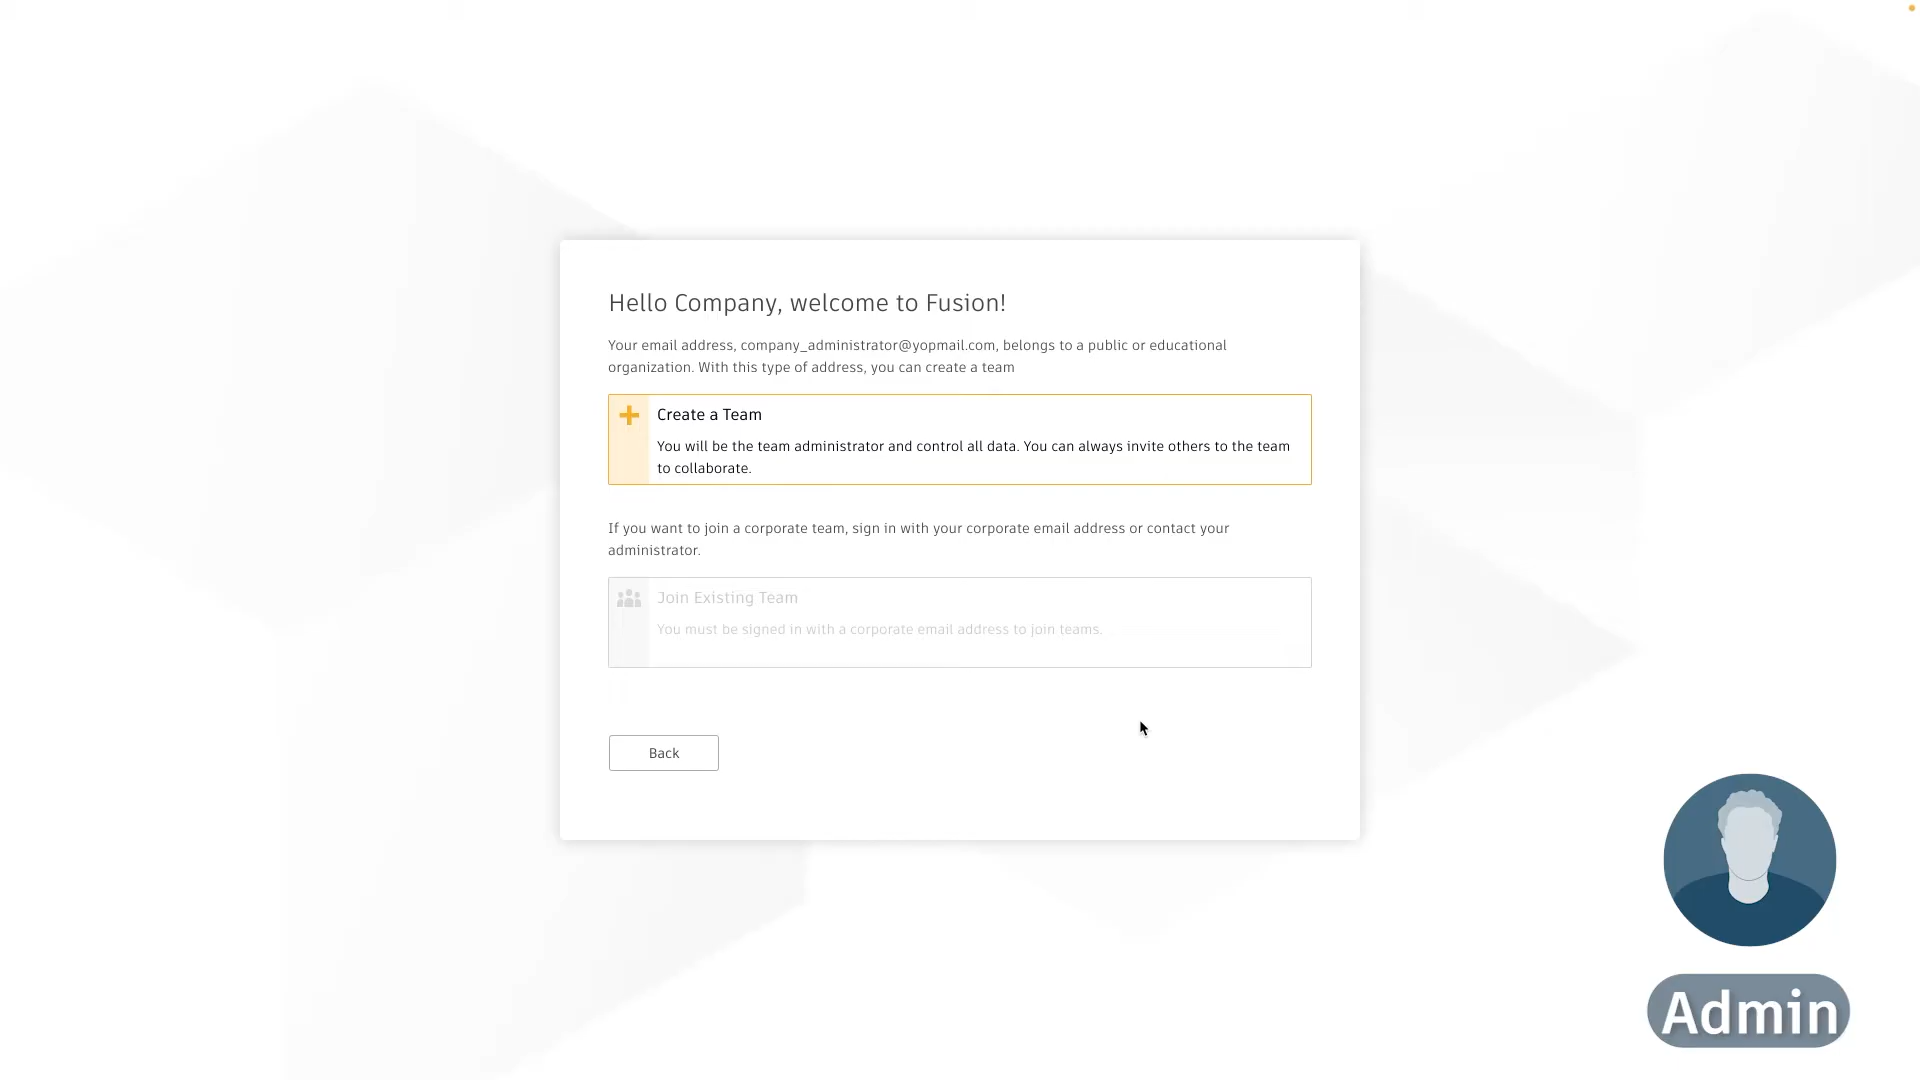 Hello Company, welcome to Fusion!
Your email address, company_administrator@yopmail.com, belongs to a public or educational
organization. With this type of address, you can create a team
Create a Team
You will be the team administrator and control all data. You can always invite others to the team
to collaborate.
If you want to join a corporate team, sign in with your corporate email address or contact your
administrator.
Join Existing Team
You must be signed in with a corporate email address to join teams.
Back
Admin